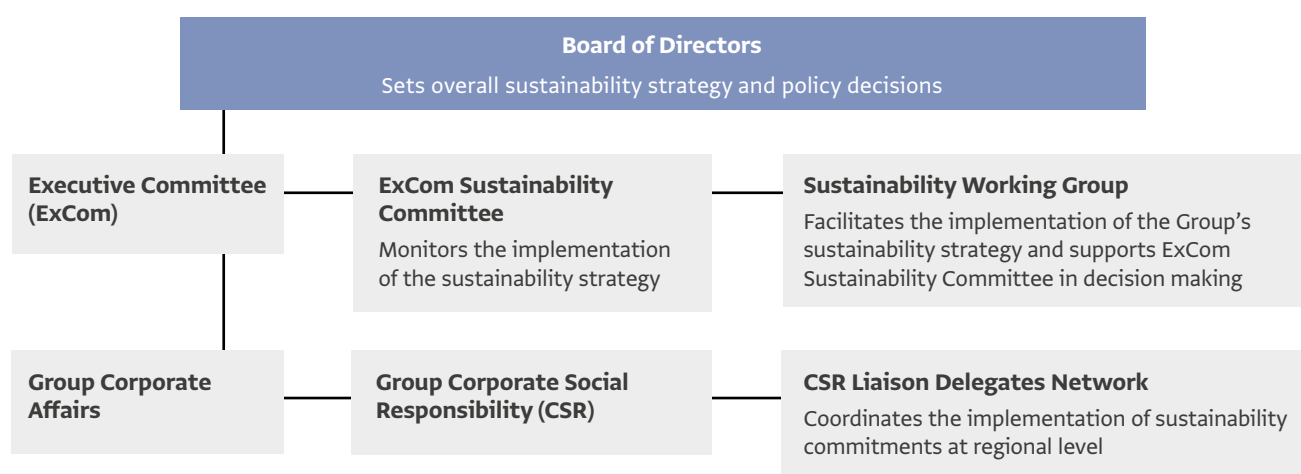 Board of Directors
Sets overall sustainability strategy and policy decisions
Executive Committee
(ExCom)
ExCom Sustainability
Committee
Monitors the implementation
of the sustainability strategy
Sustainability Working Group
Facilitates the implementation of the Group’s
sustainability strategy and supports ExCom
Sustainability Committee in decision making
Group Corporate
Affairs
Group Corporate Social
Responsibility (CSR)
CSR Liaison Delegates Network
Coordinates the implementation of sustainability
commitments at regional level